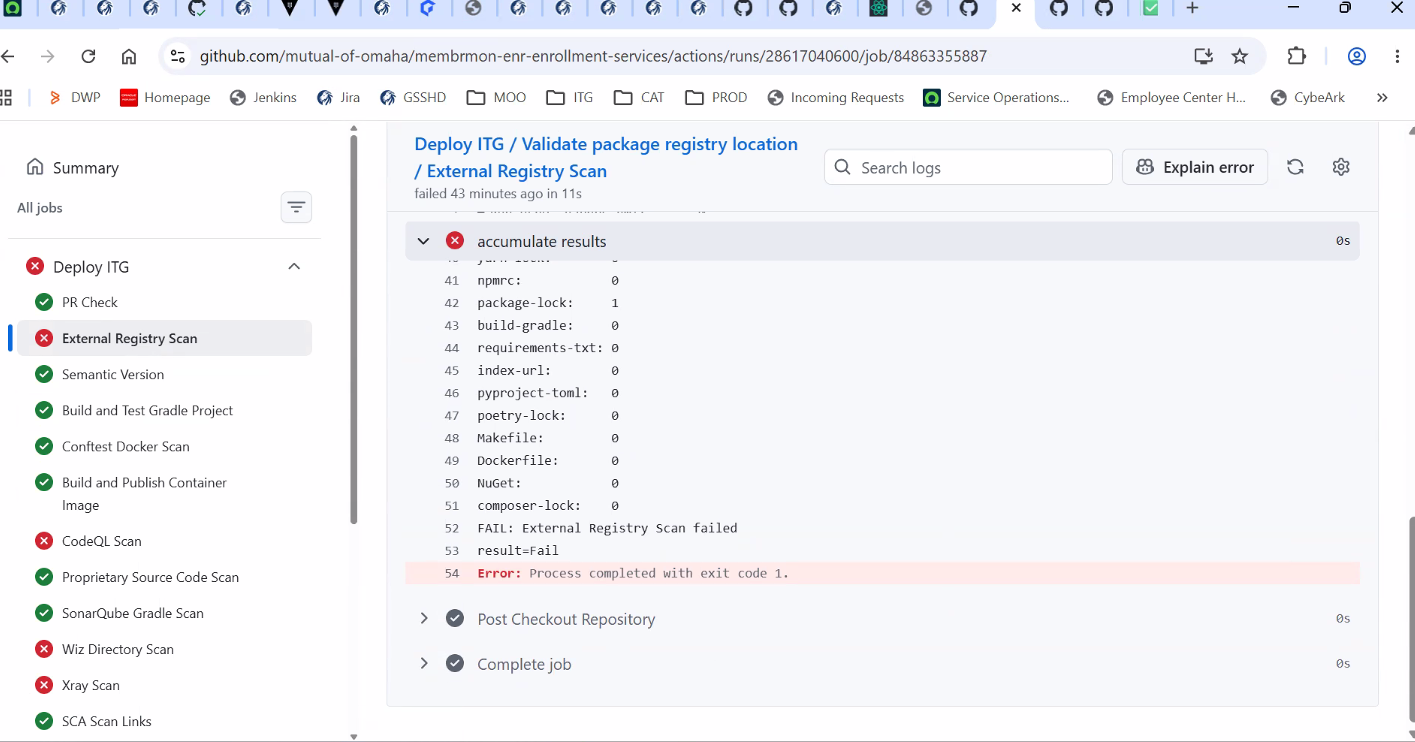 github.com/mutual-of-omaha/membrmon-enr-enrollment-services/actions/runs/28617040600/job/84863355887
DWP Homepage Jenkins Jira GSSHD MOO ITG CAT PROD Incoming Requests Service Operations... Employee Center H... CybeArk »
Summary
All jobs
Deploy ITG
PR Check
External Registry Scan
Semantic Version
Build and Test Gradle Project
Conftest Docker Scan
Build and Publish Container
Image
CodeQL Scan
Proprietary Source Code Scan
SonarQube Gradle Scan
Wiz Directory Scan
Xray Scan
SCA Scan Links
Deploy ITG / Validate package registry location
/ External Registry Scan
failed 43 minutes ago in 11s
Search logs
Explain error
accumulate results 0s
41 npmrc: 0
42 package-lock: 1
43 build-gradle: 0
44 requirements-txt: 0
45 index-url: 0
46 pyproject-toml: 0
47 poetry-lock: 0
48 Makefile: 0
49 Dockerfile: 0
50 NuGet: 0
51 composer-lock: 0
52 FAIL: External Registry Scan failed
53 result=Fail
54 Error: Process completed with exit code 1.
Post Checkout Repository 0s
Complete job 0s